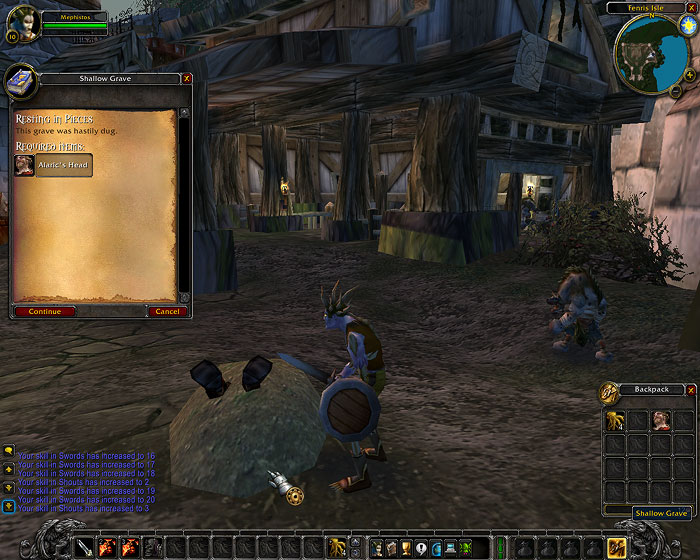 Mephistos
10
Fenris Isle
N
Shallow Grave
Resting in Pieces
This grave was hastily dug.
Required items:
Alaric's Head
Continue
Cancel
Backpack
Your skill in Swords has increased to 16
Your skill in Swords has increased to 17
Your skill in Swords has increased to 18
Your skill in Shouts has increased to 2
Your skill in Swords has increased to 19
Your skill in Swords has increased to 20
Your skill in Shouts has increased to 3
Shallow Grave